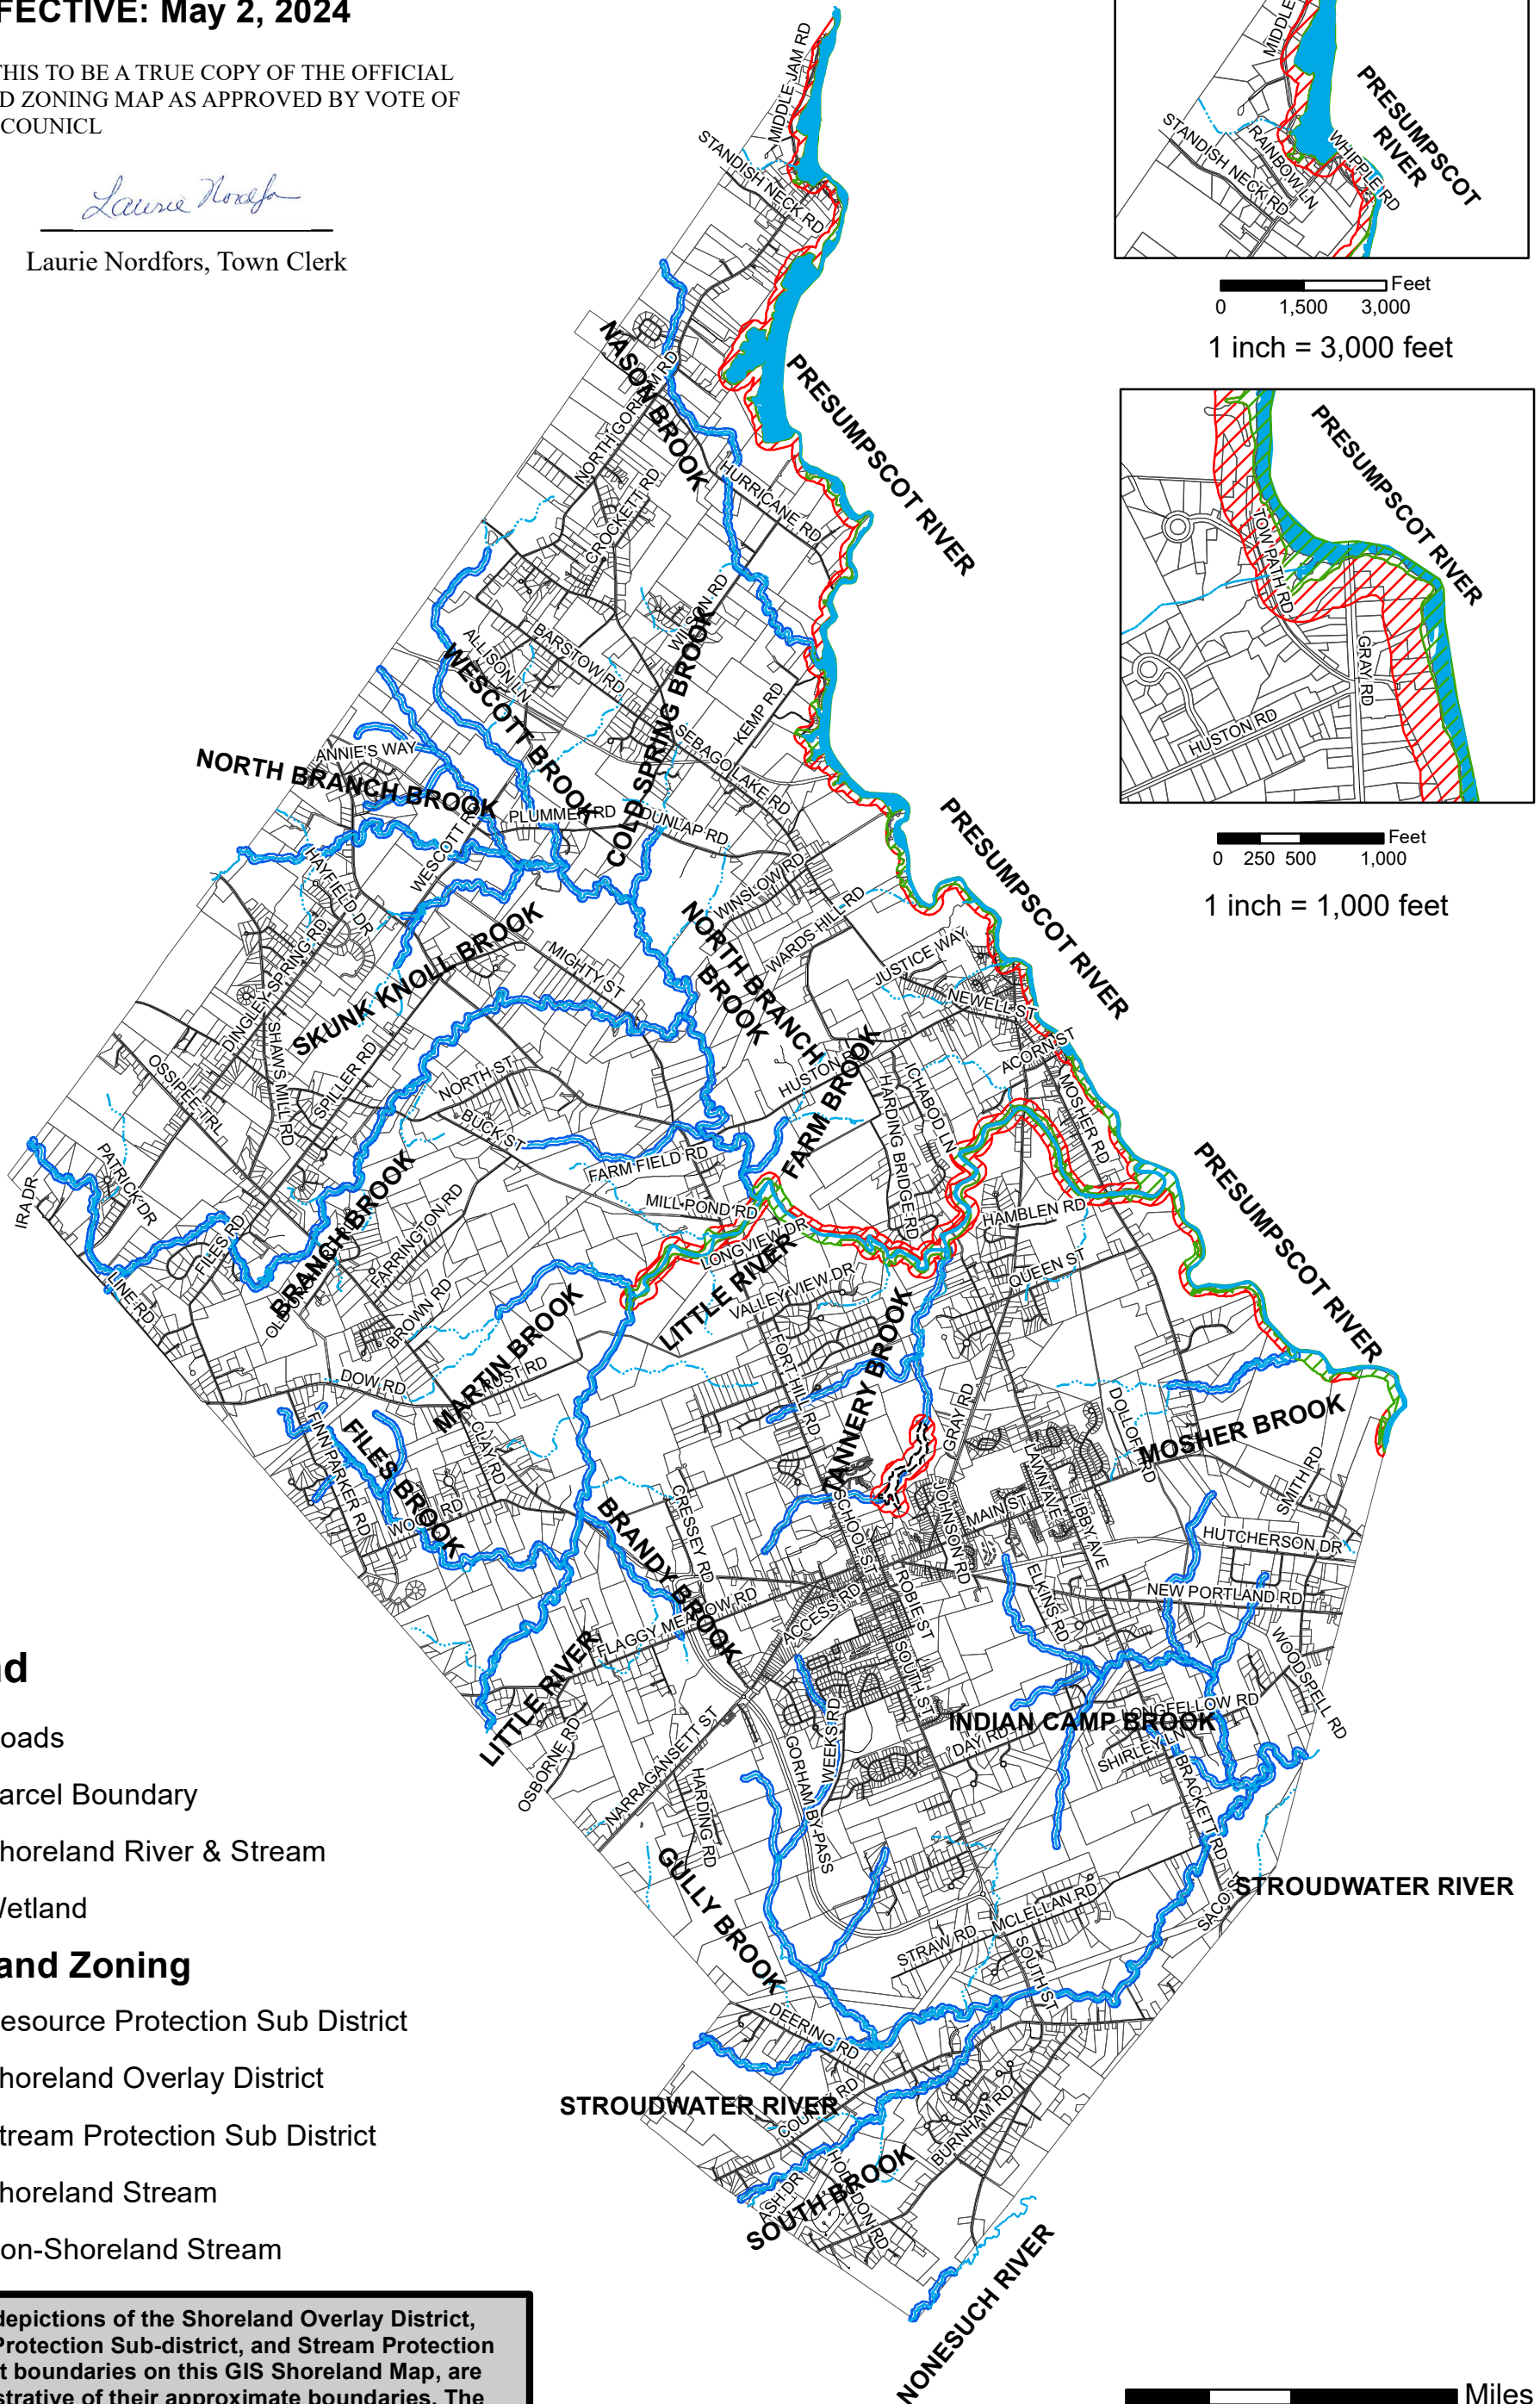 FECTIVE: May 2, 2024
THIS TO BE A TRUE COPY OF THE OFFICIAL
D ZONING MAP AS APPROVED BY VOTE OF
COUNICL
Laurie Nordfors, Town Clerk
MIDDLE JAM RD
STANDISH NECK RD
NASON BROOK
PRESUMPSCOT RIVER
HURRICANE RD
CROCKETT RD
WILSON RD
ALLISON LN
BARSTOW RD
WESCOTT BROOK
COLD SPRING BROOK
KEMP RD
SEBAGO LAKE RD
ANNIE'S WAY
NORTH BRANCH BROOK
PLUMMER RD
DUNLAP RD
PRESUMPSCOT RIVER
HAYFIELD DR
WINSLOW RD
WARDS HILL RD
NORTH BRANCH
BROOK
JUSTICE WAY
NEWELL ST
ACORN ST
MIGHTY ST
SKUNK KNOLL BROOK
DINGLEY SPRING RD
SHAWS MILL RD
SPILLER RD
OSSIPEE TRL
NORTH ST
BUCK ST
FARM BROOK
HARDING BRIDGE RD
ICHABOD LN
MOSHER RD
PRESUMPSCOT RIVER
IRA DR
PATRICK DR
FILES RD
LINE RD
BRANCH BROOK
FARRINGTON RD
FARM FIELD RD
MILL POND RD
LONGVIEW DR
LITTLE RIVER
VALLEY VIEW DR
HAMBLEN RD
QUEEN ST
BROWN RD
MARTIN BROOK
DOW RD
FORT HILL RD
TANNERY BROOK
GRAY RD
MOSHER BROOK
SMITH RD
FINN PARKER RD
FILES BROOK
CLAY RD
CRESSEY RD
BRANDY BROOK
SCHOOL ST
JOHNSON RD
MAIN ST
LAWN AVE
LIBBY AVE
HUTCHERSON DR
NEW PORTLAND RD
ELKINS RD
ROBIE ST
ACCESS RD
FLAGGY MEADOW RD
LITTLE RIVER
OSBORNE RD
NARRAGANSETT ST
HARDING RD
GORHAM BY-PASS
WEEKS RD
SOUTH ST
INDIAN CAMP BROOK
DAY RD
LONGFELLOW RD
SHIRLEY LN
WOODSPELL RD
BRACKETT RD
SACO ST
STROUDWATER RIVER
GULLY BROOK
STRAW RD
MCLELLAN RD
SOUTH ST
DEERING RD
STROUDWATER RIVER
BURNHAM RD
ASH DR
SOUTH BROOK
NONESUCH RIVER
MIDDLE
STANDISH NECK RD
RAINBOW LN
WHIPPLE RD
PRESUMPSCOT
RIVER
Feet
0 1,500 3,000
1 inch = 3,000 feet
PRESUMPSCOT RIVER
TOW PATH RD
GRAY RD
HUSTON RD
Feet
0 250 500 1,000
1 inch = 1,000 feet
nd
oads
arcel Boundary
horeland River & Stream
etland
and Zoning
esource Protection Sub District
horeland Overlay District
tream Protection Sub District
horeland Stream
on-Shoreland Stream
depictions of the Shoreland Overlay District,
Protection Sub-district, and Stream Protection
t boundaries on this GIS Shoreland Map, are
strative of their approximate boundaries. The
Miles